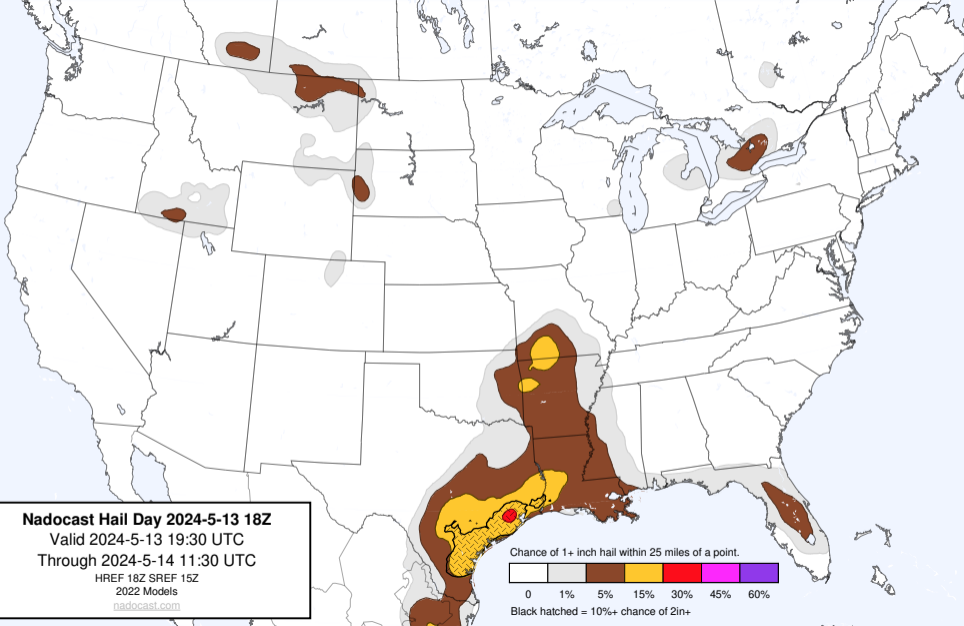 Nadocast Hail Day 2024-5-13 18Z
Valid 2024-5-13 19:30 UTC
Through 2024-5-14 11:30 UTC
HREF 18Z SREF 15Z
2022 Models
nadocast.com
Chance of 1+ inch hail within 25 miles of a point.
0 1% 5% 15% 30% 45% 60%
Black hatched = 10%+ chance of 2in+